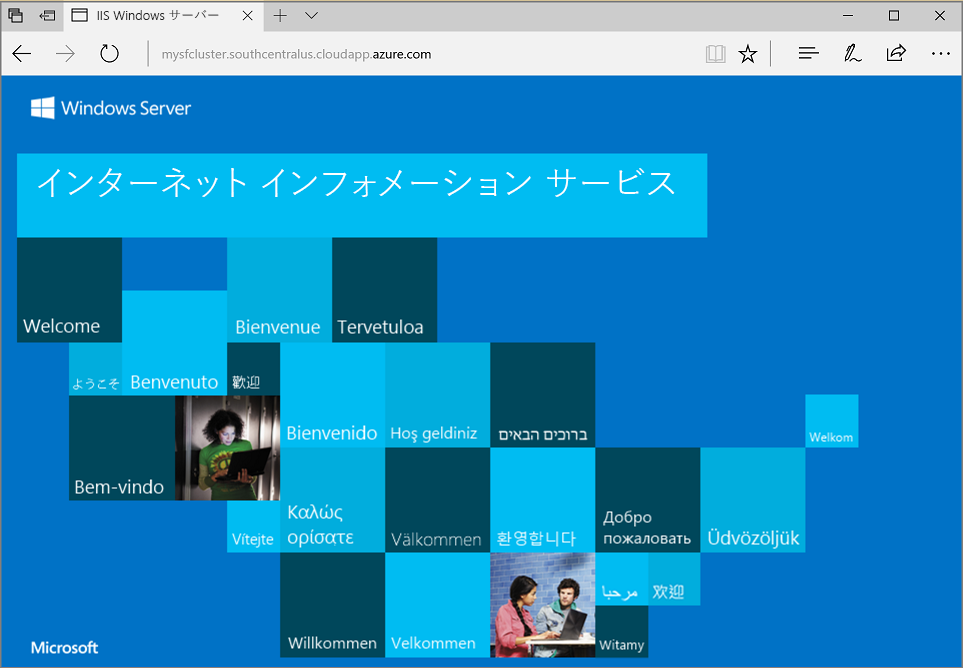 IIS Windows サーバー
mysfcluster.southcentralus.cloudapp.azure.com
Windows Server
インターネット インフォメーション サービス
Welcome
Bienvenue
Tervetuloa
ようこそ
Benvenuto
歡迎
Bienvenido
Hoş geldiniz
ברוכים הבאים
Welkom
Bem-vindo
Vítejte
Καλώς
ορίσατε
Välkommen
환영합니다
Добро
пожаловать
Üdvözöljük
Willkommen
Velkommen
مرحبا
欢迎
Witamy
Microsoft